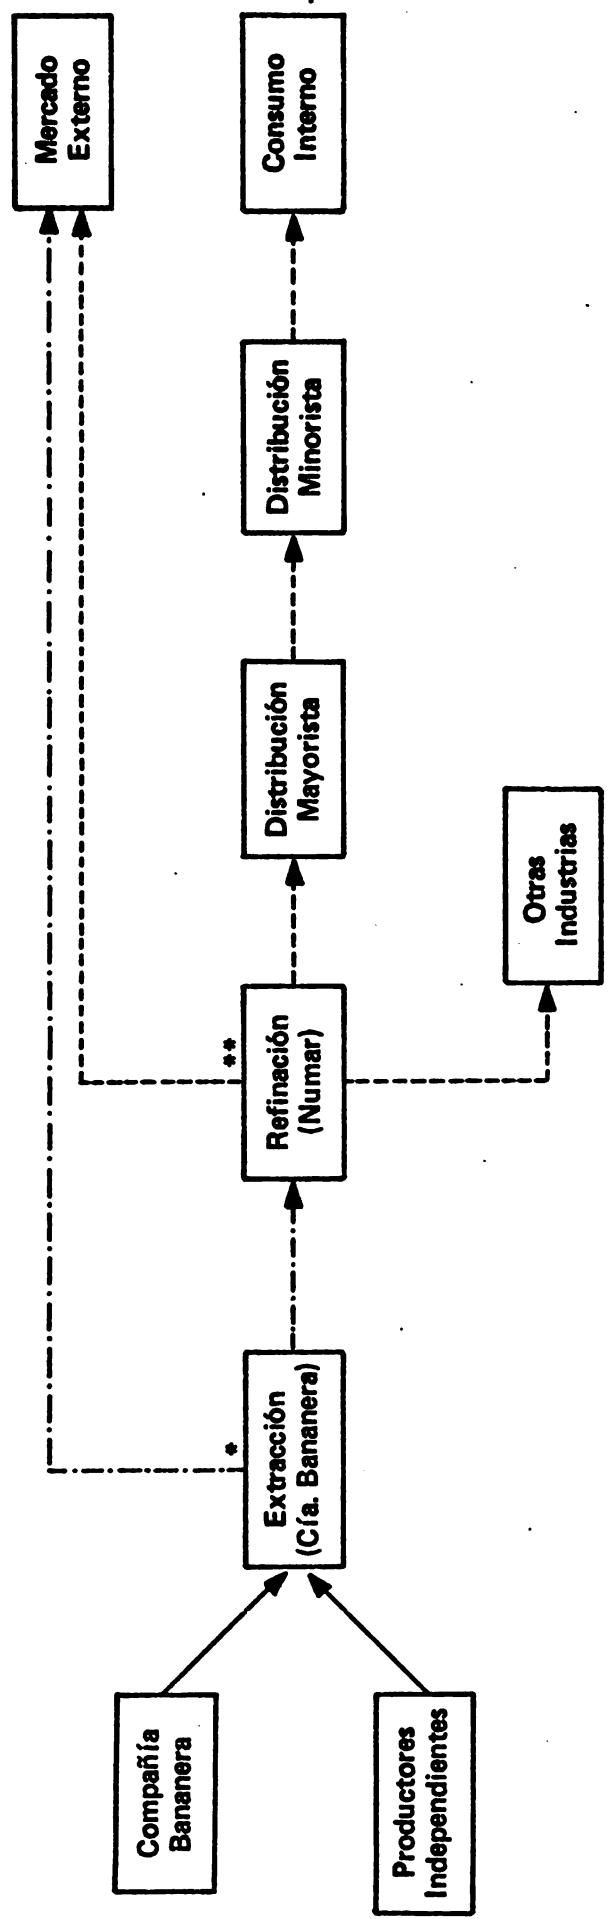 Compañía
Bananera
Productores
Independientes
*
Extracción
(Cía. Bananera)
**
Refinación
(Numar)
Otras
Industrias
Distribución
Mayorista
Distribución
Minorista
Mercado
Externo
Consumo
Interno